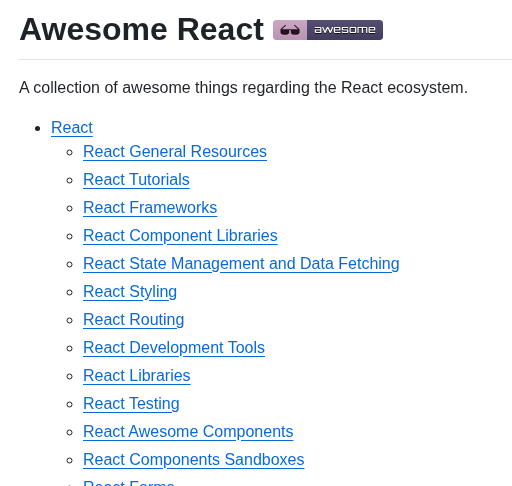 Awesome React awesome
A collection of awesome things regarding the React ecosystem.
React
React General Resources
React Tutorials
React Frameworks
React Component Libraries
React State Management and Data Fetching
React Styling
React Routing
React Development Tools
React Libraries
React Testing
React Awesome Components
React Components Sandboxes
React Forms